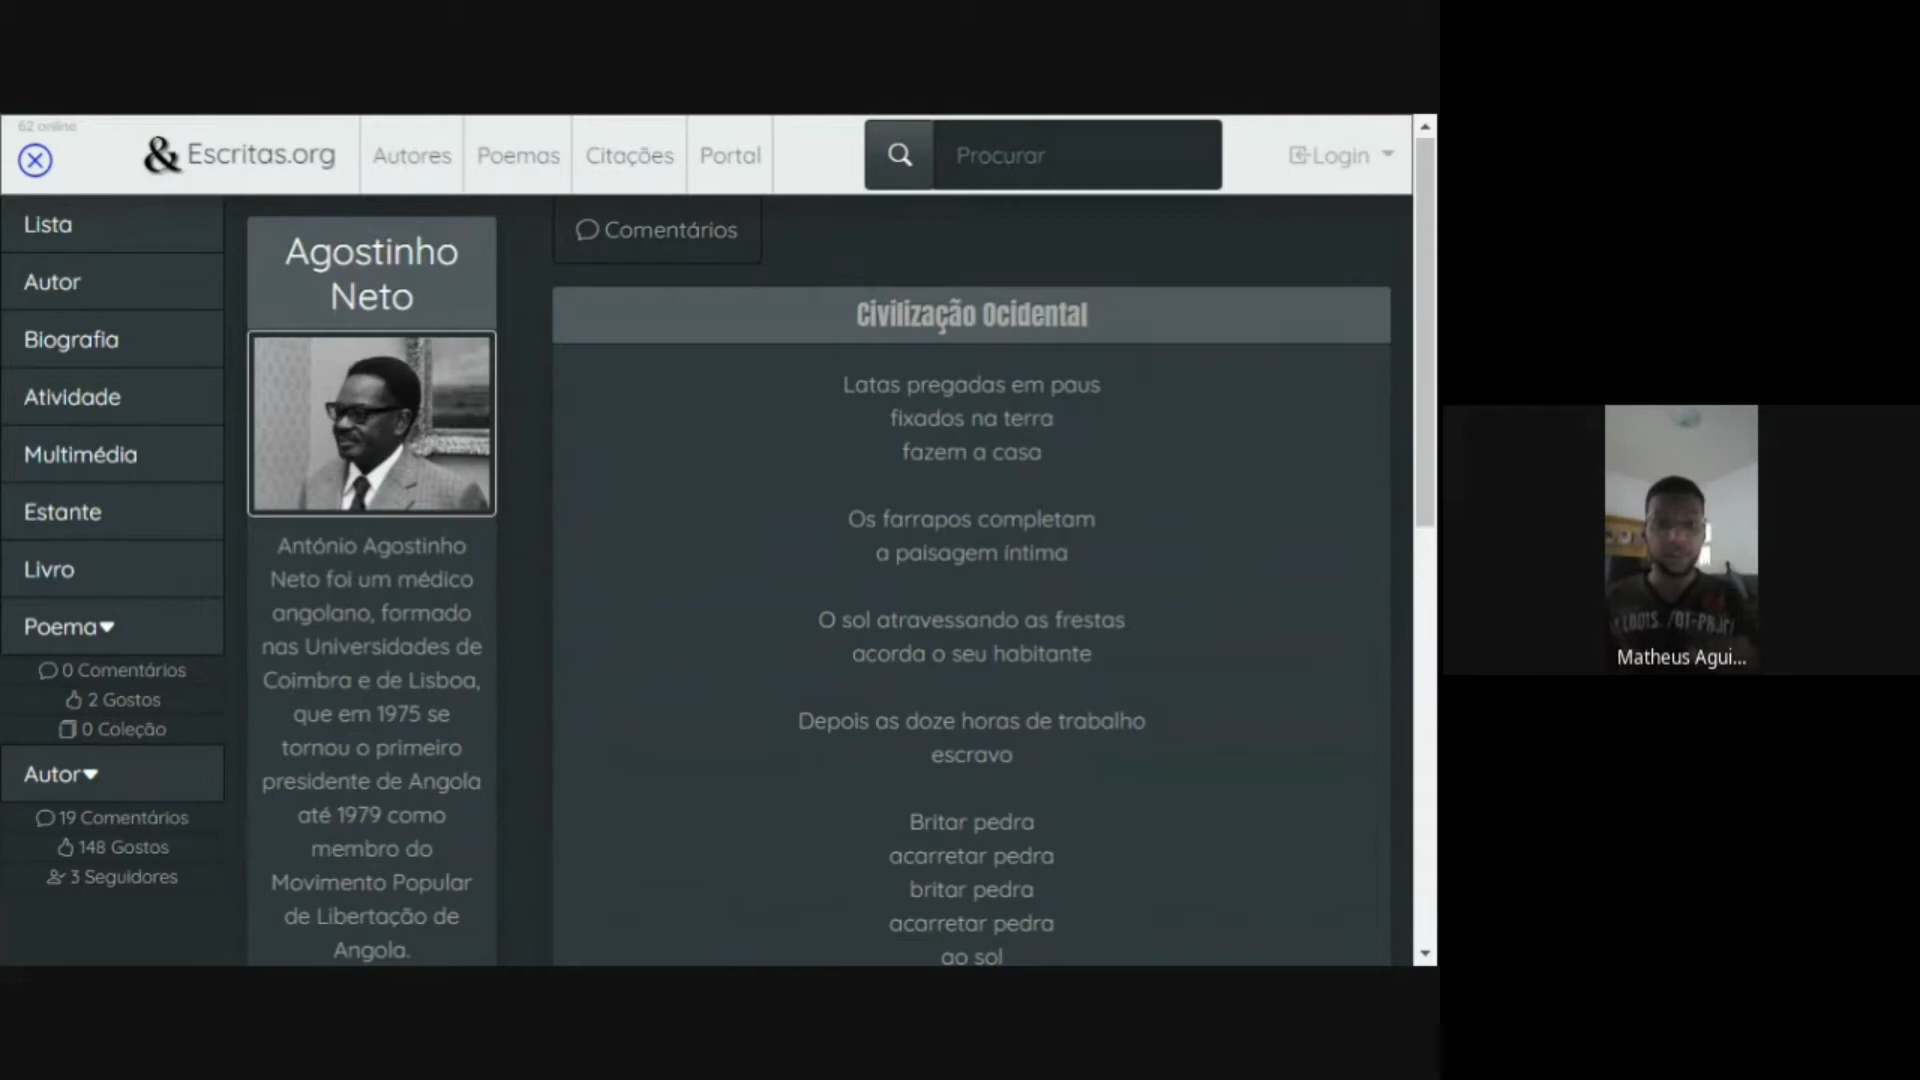 62 online
& Escritas.org
Autores
Poemas
Citações
Portal
Procurar
Login
Lista
Autor
Biografia
Atividade
Multimédia
Estante
Livro
Poema
0 Comentários
2 Gostos
0 Coleção
Autor
19 Comentários
148 Gostos
3 Seguidores
Agostinho
Neto
António Agostinho
Neto foi um médico
angolano, formado
nas Universidades de
Coimbra e de Lisboa,
que em 1975 se
tornou o primeiro
presidente de Angola
até 1979 como
membro do
Movimento Popular
de Libertação de
Angola.
Comentários
Civilização Ocidental
Latas pregadas em paus
fixados na terra
fazem a casa
Os farrapos completam
a paisagem íntima
O sol atravessando as frestas
acorda o seu habitante
Depois as doze horas de trabalho
escravo
Britar pedra
acarretar pedra
britar pedra
acarretar pedra
ao sol
Matheus Agui...